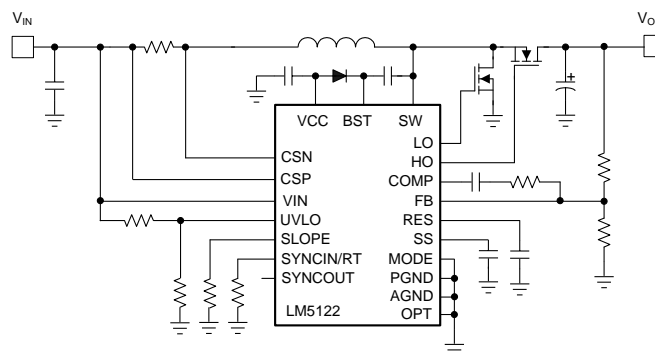 VIN
VO
VCC BST SW
LO
HO
CSN
COMP
CSP
FB
VIN
RES
UVLO
SS
SLOPE
MODE
SYNCIN/RT
PGND
SYNCOUT
AGND
LM5122
OPT
+